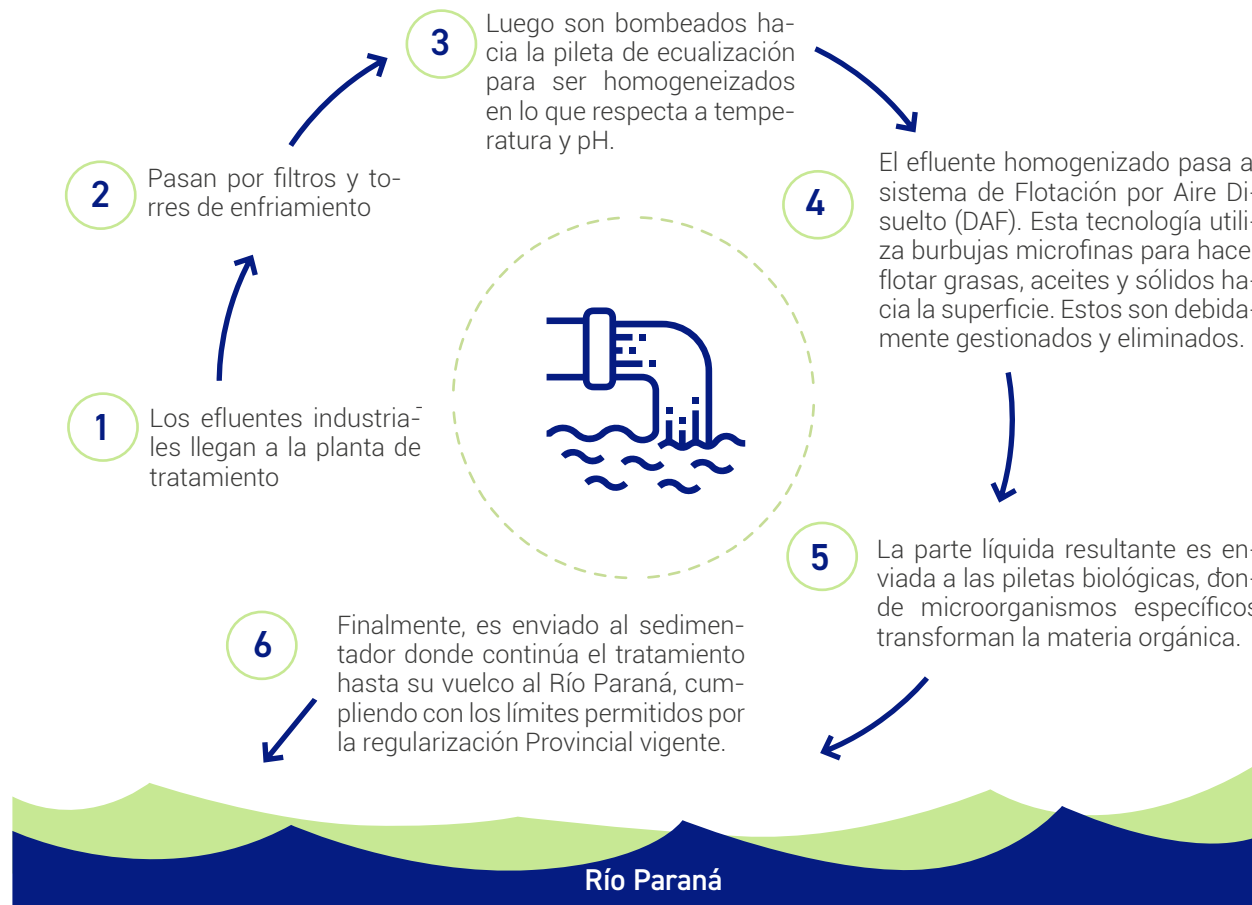 1
Los efluentes industria-
les llegan a la planta de
tratamiento
2
Pasan por filtros y to-
rres de enfriamiento
3
Luego son bombeados ha-
cia la pileta de ecualización
para ser homogeneizados
en lo que respecta a tempe-
ratura y pH.
4
El efluente homogenizado pasa a
sistema de Flotación por Aire Di-
suelto (DAF). Esta tecnología utili-
za burbujas microfinas para hace
flotar grasas, aceites y sólidos ha-
cia la superficie. Estos son debida-
mente gestionados y eliminados.
5
La parte líquida resultante es en-
viada a las piletas biológicas, don-
de microorganismos específicos
transforman la materia orgánica.
6
Finalmente, es enviado al sedimen-
tador donde continúa el tratamiento
hasta su vuelco al Río Paraná, cum-
pliendo con los límites permitidos por
la regularización Provincial vigente.
Río Paraná